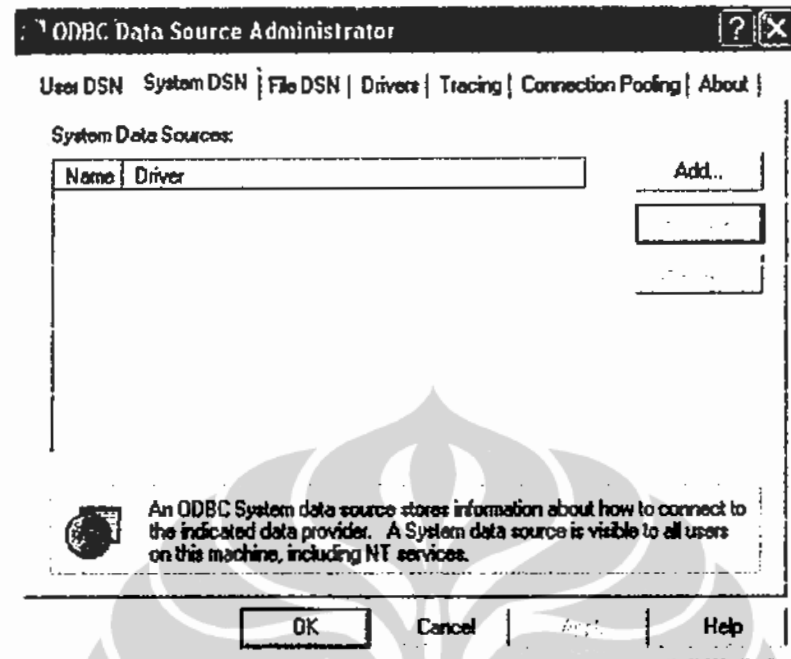 ODBC Data Source Administrator
User DSN System DSN File DSN Drivers Tracing Connection Pooling About
System Data Sources:
Name Driver
Add...
An ODBC System data source stores information about how to connect to
the indicated data provider. A System data source is visible to all users
on this machine, including NT services.
OK Cancel Apply Help